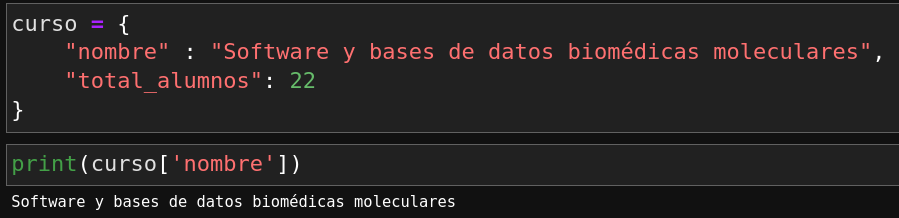 curso = {
    "nombre" : "Software y bases de datos biomédicas moleculares",
    "total_alumnos": 22
}
print(curso['nombre'])
Software y bases de datos biomédicas moleculares